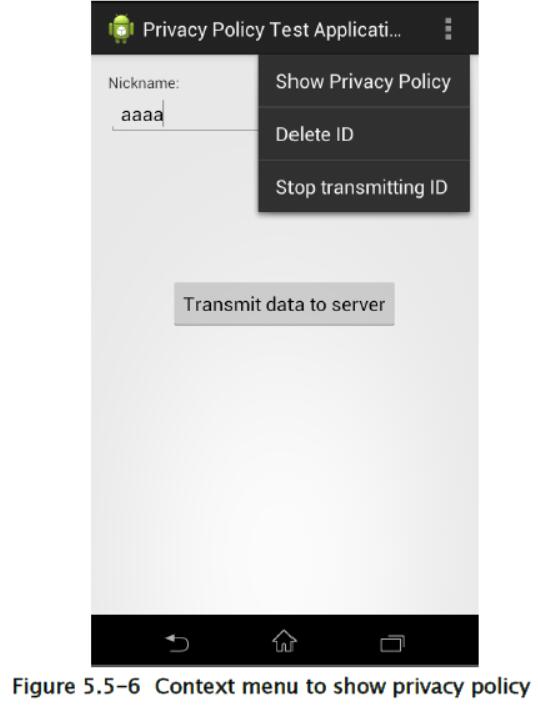 Privacy Policy Test Applicati...
Nickname:
aaaa
Show Privacy Policy
Delete ID
Stop transmitting ID
Transmit data to server
Figure 5.5-6 Context menu to show privacy policy